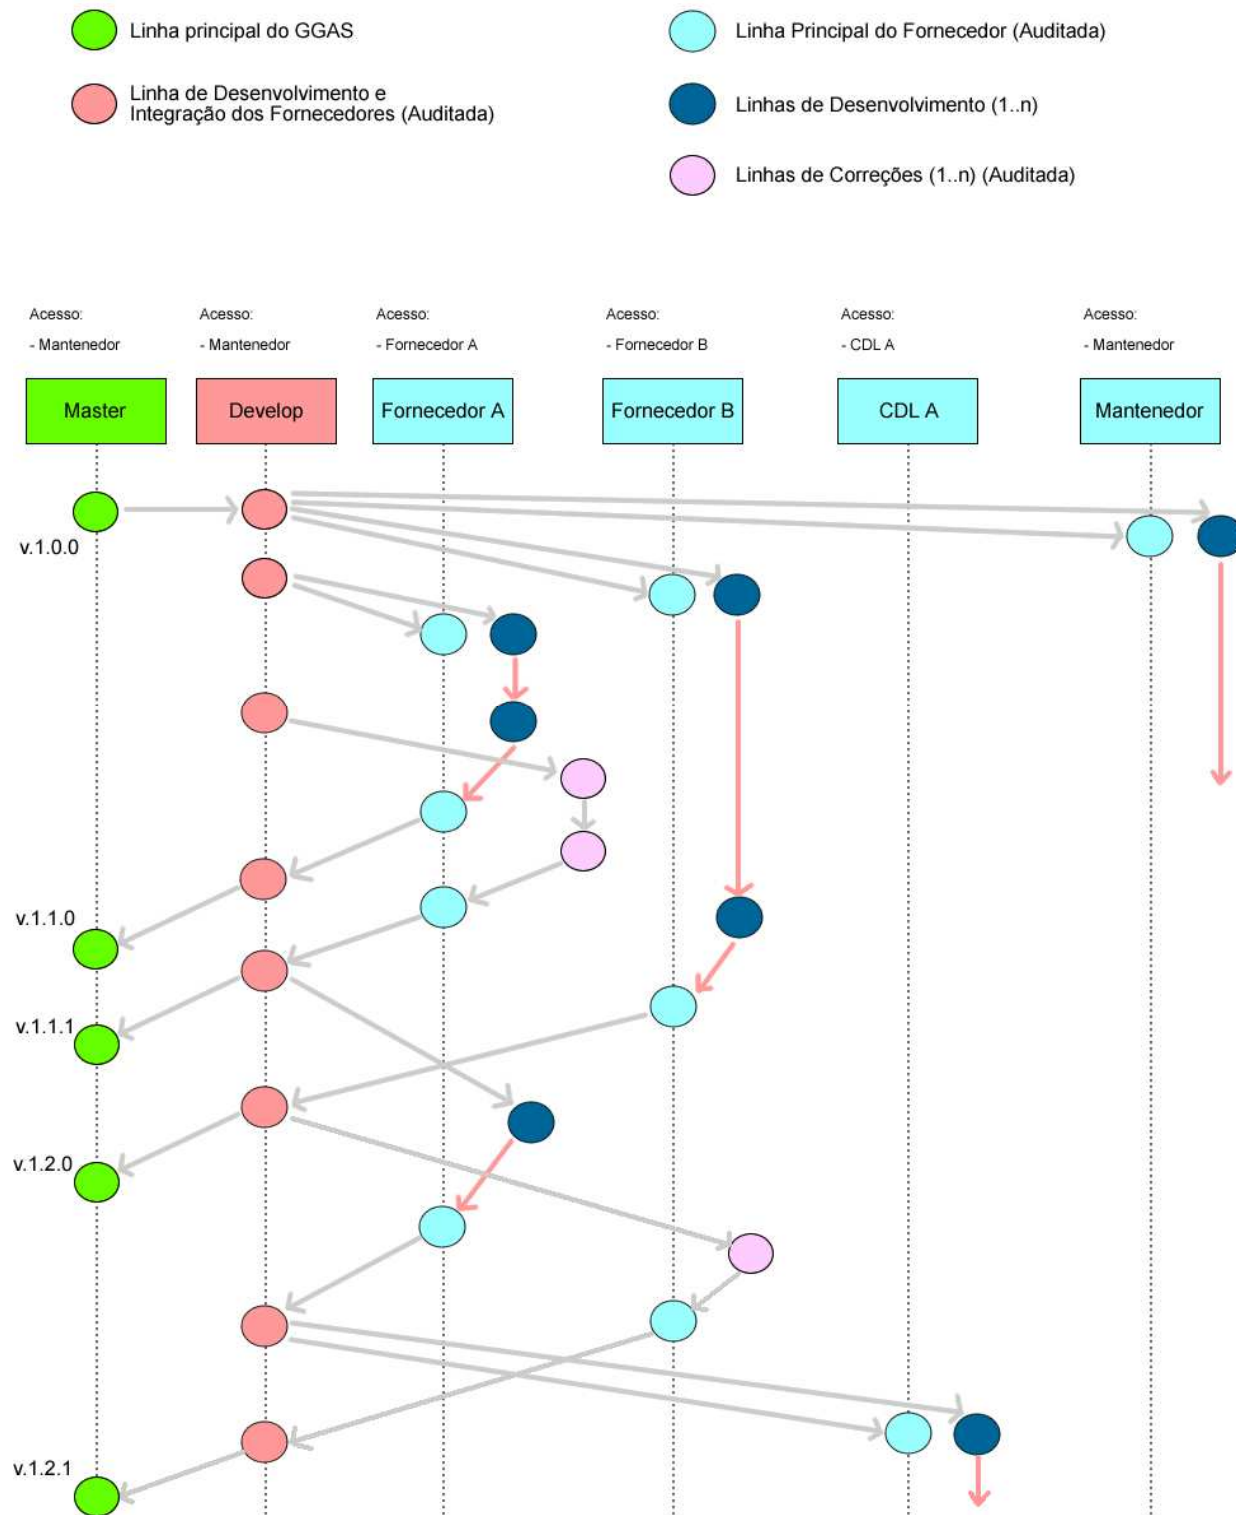 Linha principal do GGAS
Linha de Desenvolvimento e
Integração dos Fornecedores (Auditada)
Linha Principal do Fornecedor (Auditada)
Linhas de Desenvolvimento (1..n)
Linhas de Correções (1..n) (Auditada)
Acesso:
- Mantenedor
Acesso:
- Mantenedor
Acesso:
- Fornecedor A
Acesso:
- Fornecedor B
Acesso:
- CDL A
Acesso:
- Mantenedor
Master
Develop
Fornecedor A
Fornecedor B
CDL A
Mantenedor
v.1.0.0
v.1.1.0
v.1.1.1
v.1.2.0
v.1.2.1